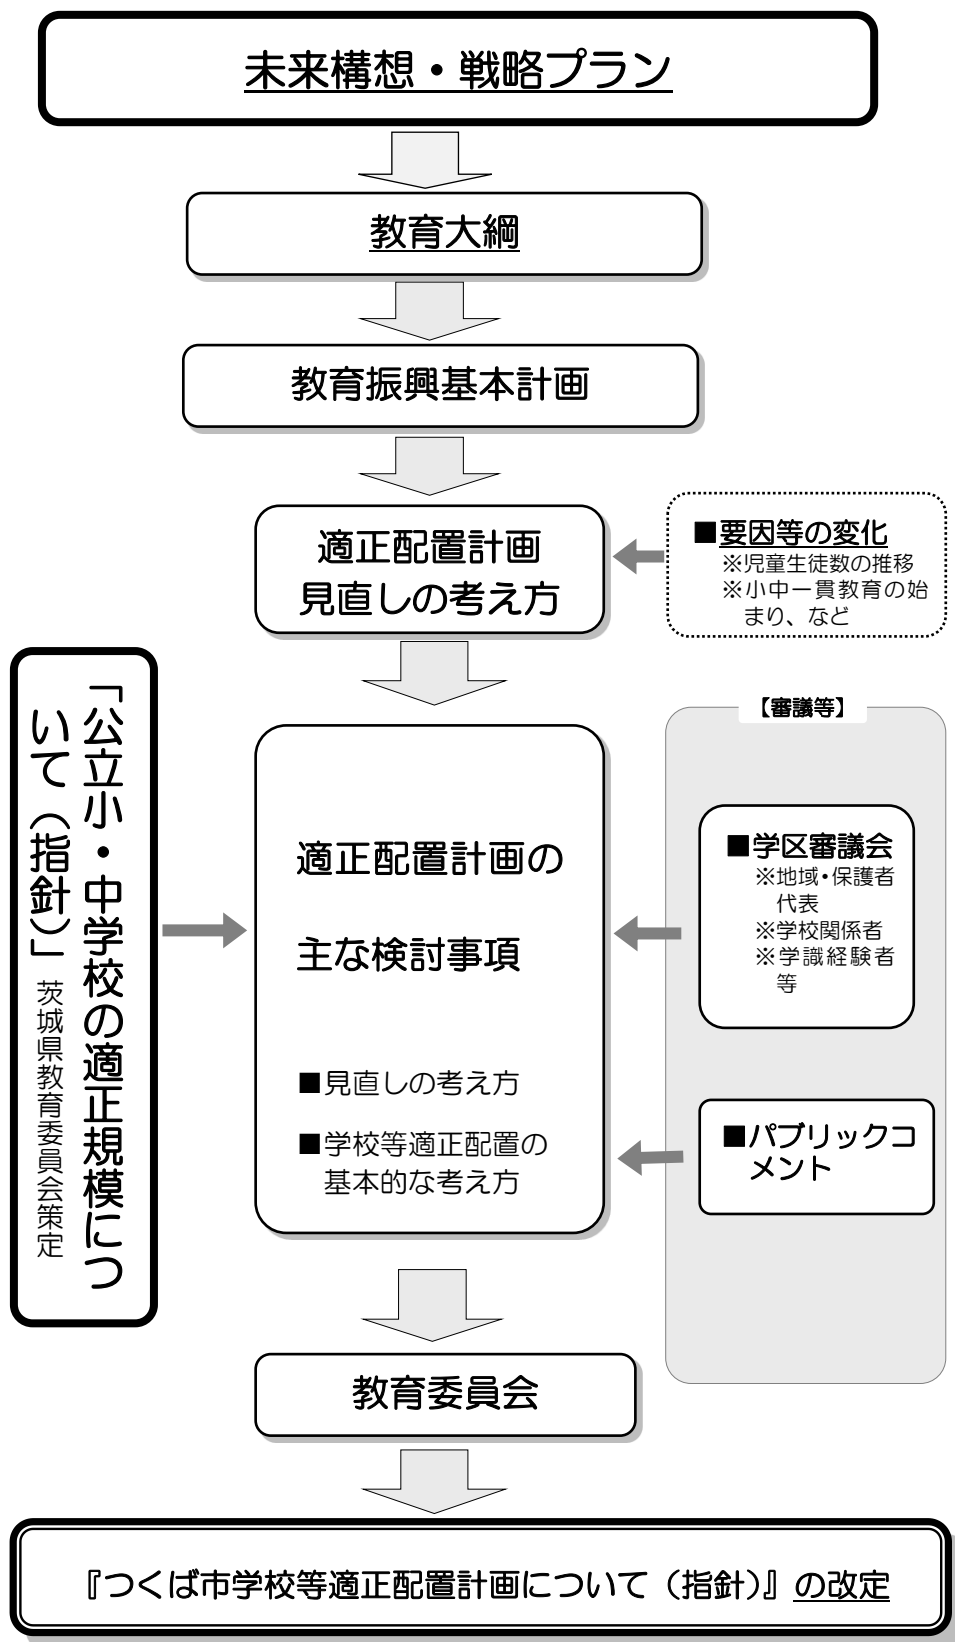 未来構想・戦略プラン
教育大綱
教育振興基本計画
適正配置計画
見直しの考え方
■要因等の変化
※児童生徒数の推移
※小中一貫教育の始
まり、など
「公立小・中学校の適正規模につ
いて（指針）」茨城県教育委員会策定
適正配置計画の
主な検討事項
■見直しの考え方
■学校等適正配置の
基本的な考え方
【審議等】
■学区審議会
※地域・保護者
代表
※学校関係者
※学識経験者
等
■パブリックコ
メント
教育委員会
『つくば市学校等適正配置計画について（指針）』の改定